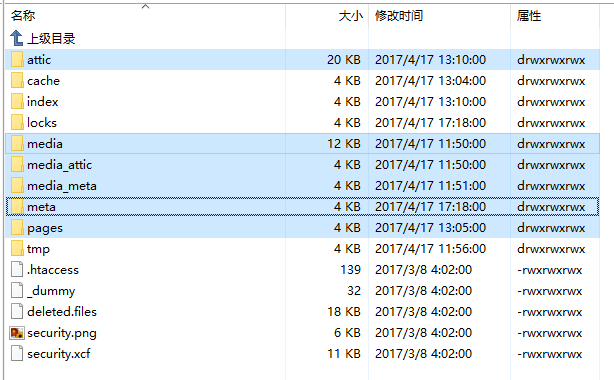 名称 大小 修改时间 属性
上级目录
attic 20 KB 2017/4/17 13:10:00 drwxrwxrwx
cache 4 KB 2017/4/17 13:04:00 drwxrwxrwx
index 4 KB 2017/4/17 13:10:00 drwxrwxrwx
locks 4 KB 2017/4/17 17:18:00 drwxrwxrwx
media 12 KB 2017/4/17 11:50:00 drwxrwxrwx
media_attic 4 KB 2017/4/17 11:50:00 drwxrwxrwx
media_meta 4 KB 2017/4/17 11:51:00 drwxrwxrwx
meta 4 KB 2017/4/17 17:18:00 drwxrwxrwx
pages 4 KB 2017/4/17 13:05:00 drwxrwxrwx
tmp 4 KB 2017/4/17 11:56:00 drwxrwxrwx
.htaccess 139 2017/3/8 4:02:00 -rwxrwxrwx
_dummy 32 2017/3/8 4:02:00 -rwxrwxrwx
deleted.files 18 KB 2017/3/8 4:02:00 -rwxrwxrwx
security.png 6 KB 2017/3/8 4:02:00 -rwxrwxrwx
security.xcf 11 KB 2017/3/8 4:02:00 -rwxrwxrwx